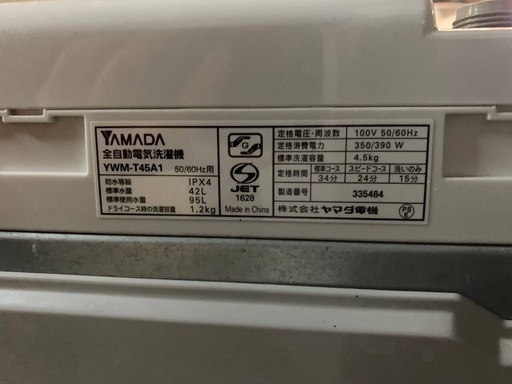 YAMADA
全自動電気洗濯機
YWM-T45A1 50/60Hz用
防水等級 IPX4
標準水量 42L
標準使用水量 95L
ドライコース時の洗濯容量 1.2kg
G
JET
1628
Made in China
定格電圧・周波数 100V 50/60Hz
定格消費電力 350/390 W
標準洗濯容量 4.5kg
定格時間 標準コース スピードコース 洗いのみ
34分 24分 15分
製造番号 335484
株式会社ヤマダ電機
PSE